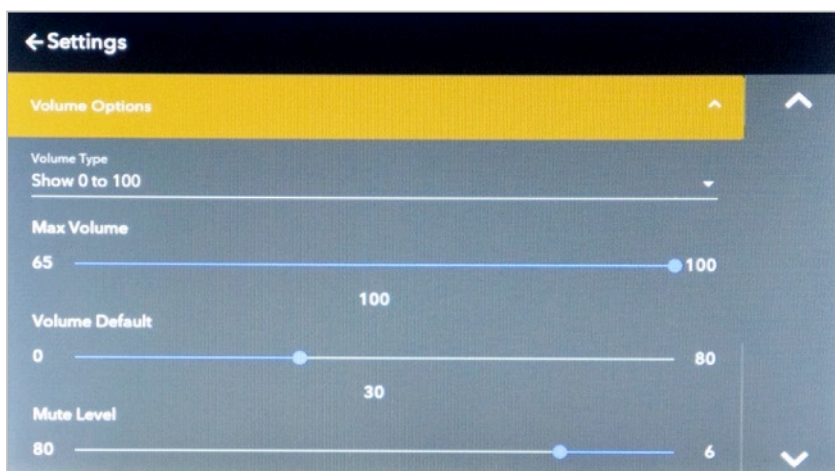 ←Settings
Volume Options
Volume Type
Show 0 to 100
Max Volume
65 100
100
Volume Default
0 80
30
Mute Level
80 6